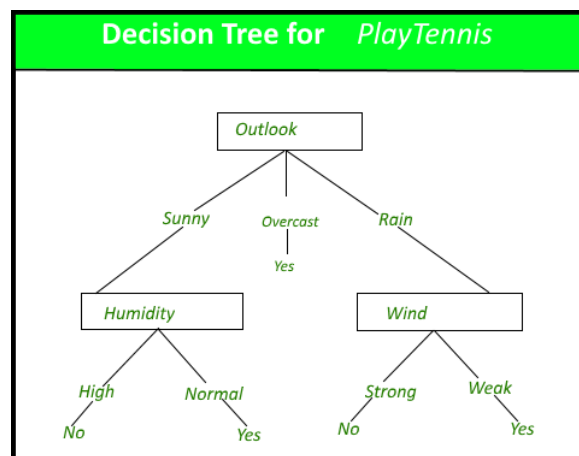 Decision Tree for PlayTennis
Outlook
Sunny
Overcast
Rain
Yes
Humidity
Wind
High
Normal
Strong
Weak
No
Yes
No
Yes